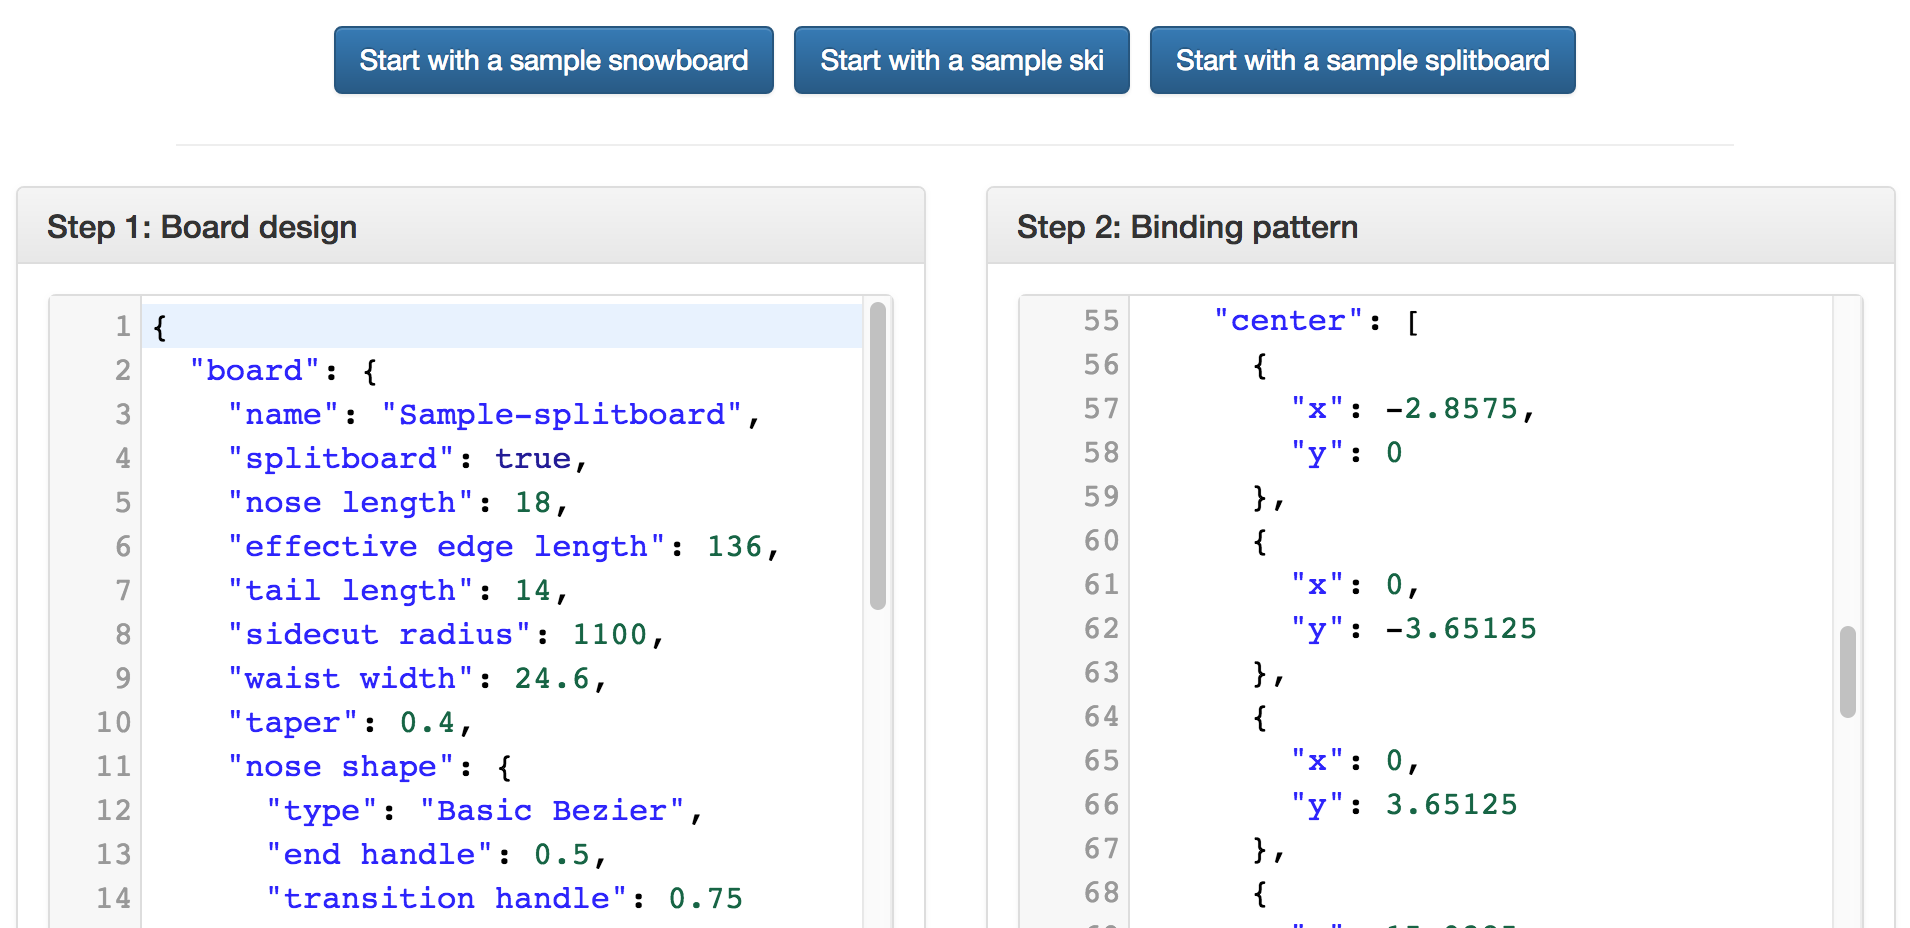 Start with a sample snowboard
Start with a sample ski
Start with a sample splitboard
Step 1: Board design
1 {
2 "board": {
3 "name": "Sample-splitboard",
4 "splitboard": true,
5 "nose length": 18,
6 "effective edge length": 136,
7 "tail length": 14,
8 "sidecut radius": 1100,
9 "waist width": 24.6,
10 "taper": 0.4,
11 "nose shape": {
12 "type": "Basic Bezier",
13 "end handle": 0.5,
14 "transition handle": 0.75
Step 2: Binding pattern
55 "center": [
56 {
57 "x": -2.8575,
58 "y": 0
59 },
60 {
61 "x": 0,
62 "y": -3.65125
63 },
64 {
65 "x": 0,
66 "y": 3.65125
67 },
68 {